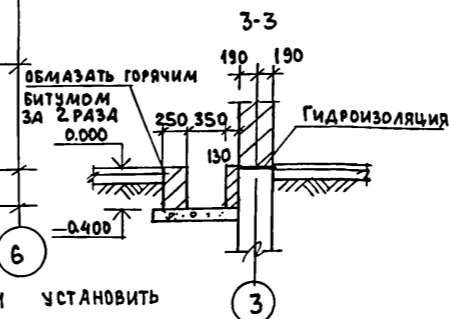 3-3
190 190
ОБМАЗАТЬ ГОРЯЧИМ
БИТУМОМ
ЗА 2 РАЗА
250 350
ГИДРОИЗОЛЯЦИЯ
0.000
130
-0.400
6
УСТАНОВИТЬ
3